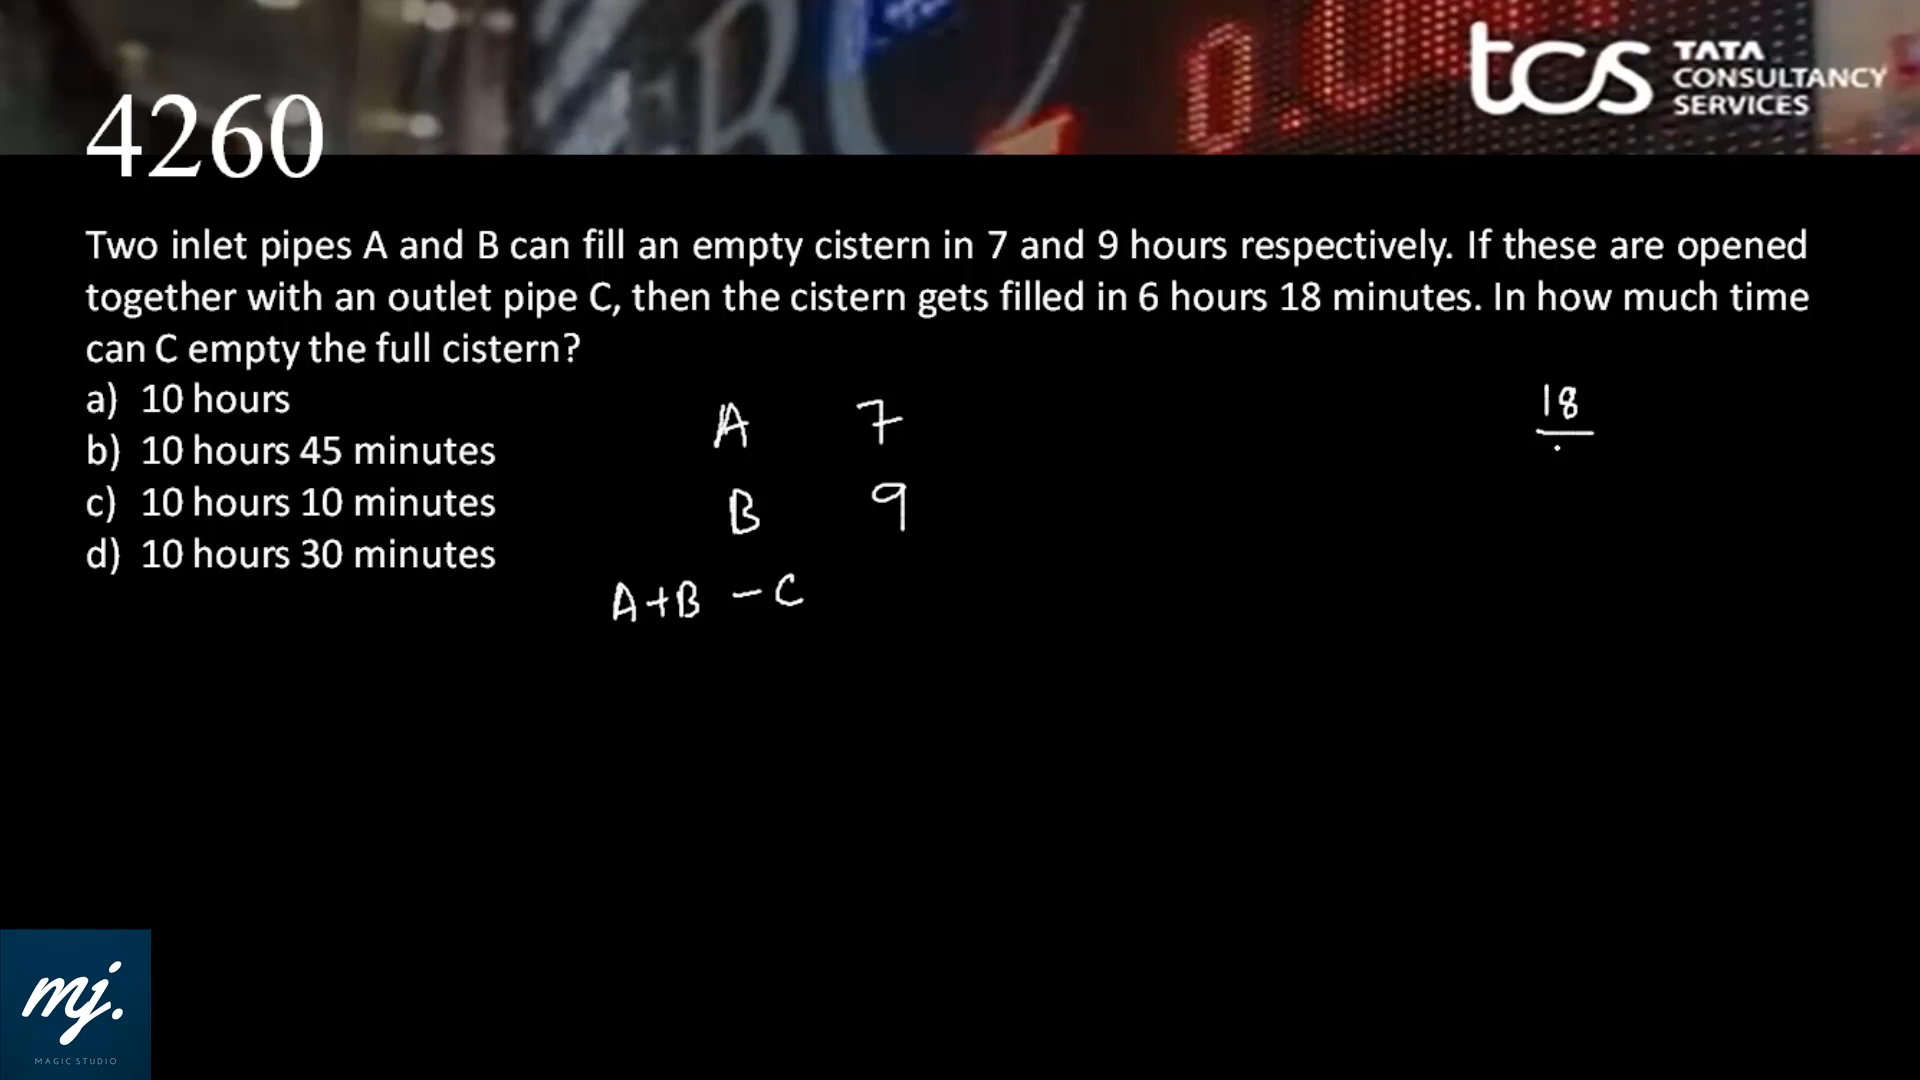 tcs TATA
CONSULTANCY
SERVICES
4260
Two inlet pipes A and B can fill an empty cistern in 7 and 9 hours respectively. If these are opened
together with an outlet pipe C, then the cistern gets filled in 6 hours 18 minutes. In how much time
can C empty the full cistern?
a) 10 hours
b) 10 hours 45 minutes
c) 10 hours 10 minutes
d) 10 hours 30 minutes
A 7
B 9
A+B - C
18
mj.
MAGIC STUDIO